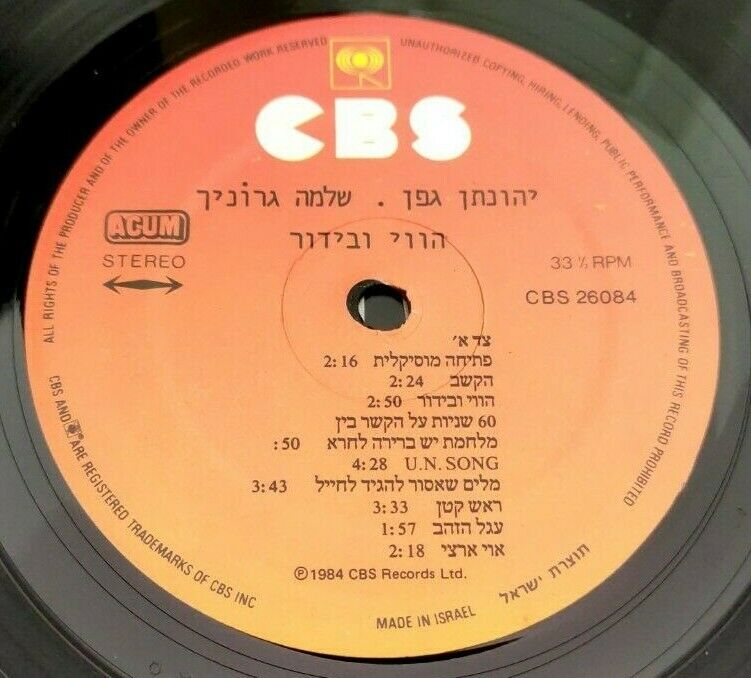 ALL RIGHTS OF THE PRODUCER AND OF THE OWNER OF THE RECORDED WORK RESERVED
UNAUTHORIZED COPYING, HIRING, LENDING, PUBLIC PERFORMANCE AND BROADCASTING OF THIS RECORD PROHIBITED
CBS
יהונתן גפן . שלמה גרוֹניך
הווי ובידור
ACUM
STEREO
33 ⅓ RPM
CBS 26084
צד א׳
פתיחה מוסיקלית 2:16
הקשב 2:24
הווי ובידור 2:50
60 שניות על הקשר בין
מלחמת יש ברירה לחרא :50
U.N. SONG 4:28
מלים שאסור להגיד לחייל 3:43
ראש קטן 3:33
עגל הזהב 1:57
אוי ארצי 2:18
℗ 1984 CBS Records Ltd.
CBS AND ARE REGISTERED TRADEMARKS OF CBS INC
MADE IN ISRAEL
תוצרת ישראל